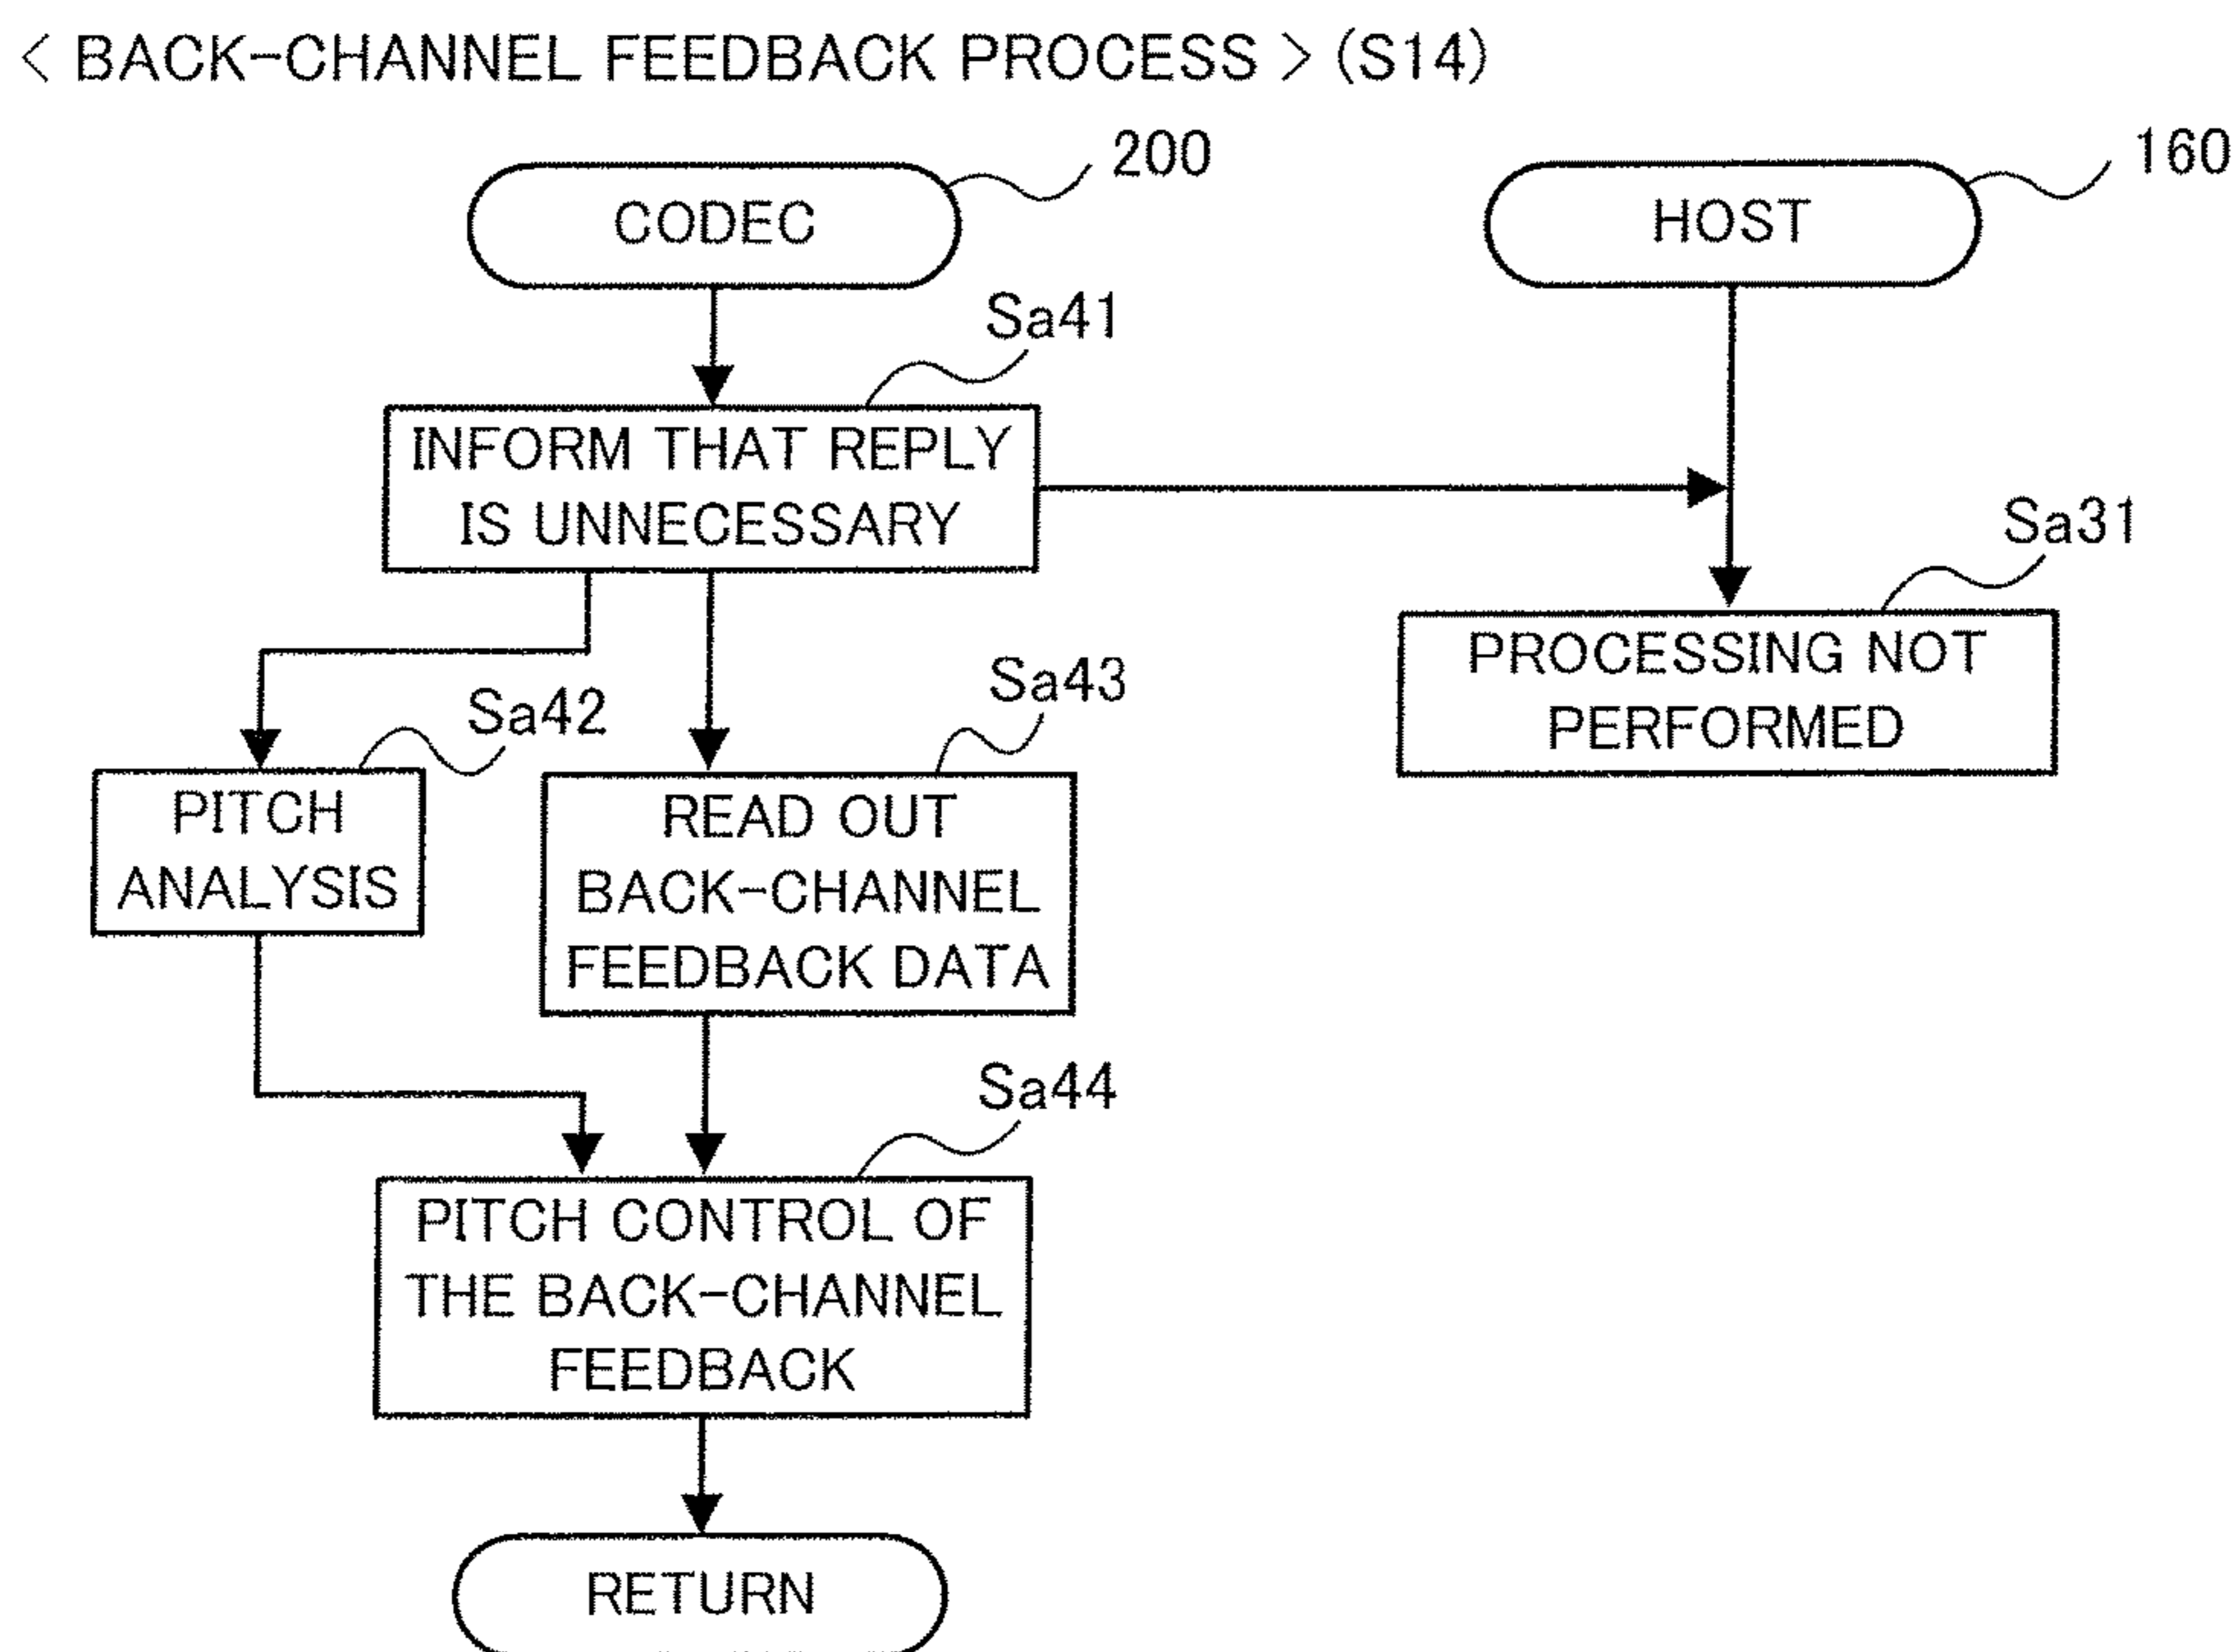 < BACK-CHANNEL FEEDBACK PROCESS > (S14)
200
160
CODEC
HOST
Sa41
INFORM THAT REPLY
IS UNNECESSARY
Sa31
PROCESSING NOT
PERFORMED
Sa42
Sa43
PITCH
ANALYSIS
READ OUT
BACK-CHANNEL
FEEDBACK DATA
Sa44
PITCH CONTROL OF
THE BACK-CHANNEL
FEEDBACK
RETURN